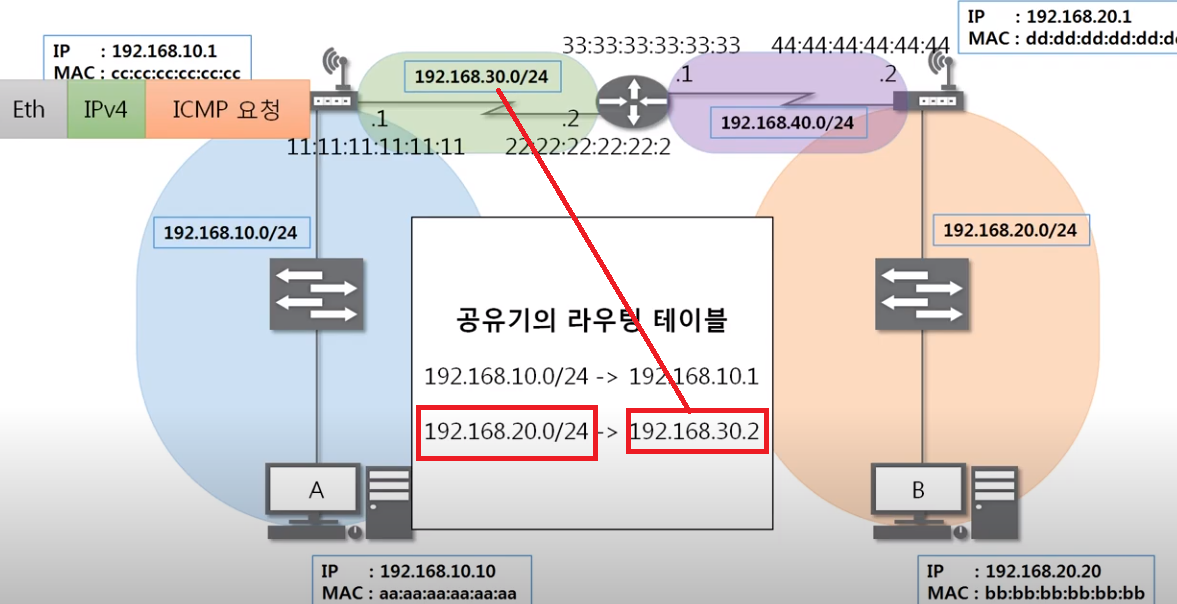 IP : 192.168.10.1
MAC : cc:cc:cc:cc:cc:cc
IP : 192.168.20.1
MAC : dd:dd:dd:dd:dd:d
33:33:33:33:33:33
44:44:44:44:44:44
Eth
IPv4
ICMP 요청
192.168.30.0/24
.1
.2
.1
.2
192.168.40.0/24
11:11:11:11:11:11
22:22:22:22:22:2
192.168.10.0/24
192.168.20.0/24
공유기의 라우팅 테이블
192.168.10.0/24 -> 192.168.10.1
192.168.20.0/24 -> 192.168.30.2
A
B
IP : 192.168.10.10
MAC : aa:aa:aa:aa:aa:aa
IP : 192.168.20.20
MAC : bb:bb:bb:bb:bb:bb